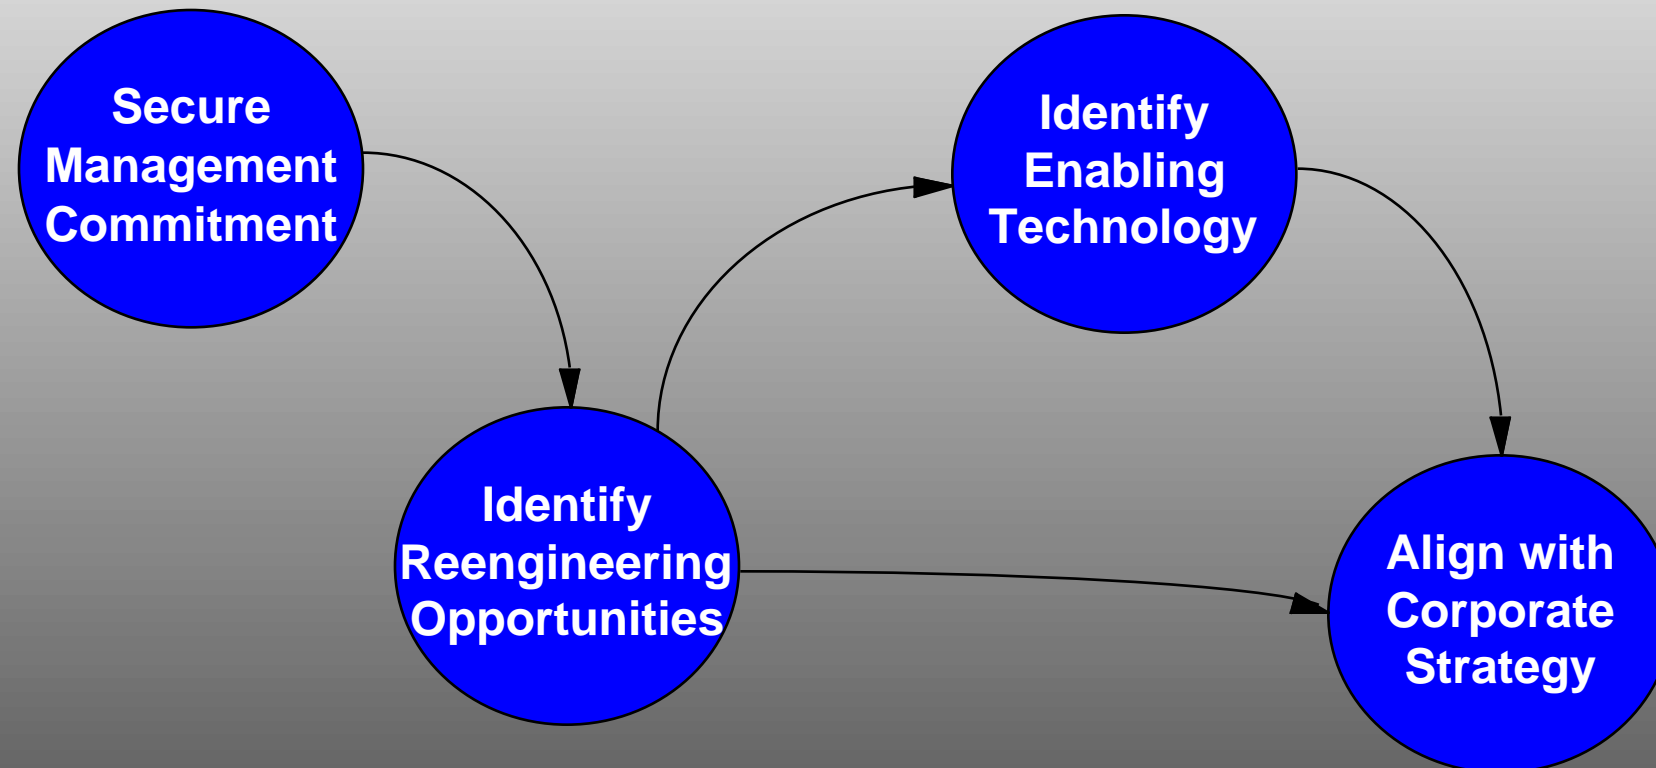 Secure
Management
Commitment
Identify
Enabling
Technology
Identify
Reengineering
Opportunities
Align with
Corporate
Strategy